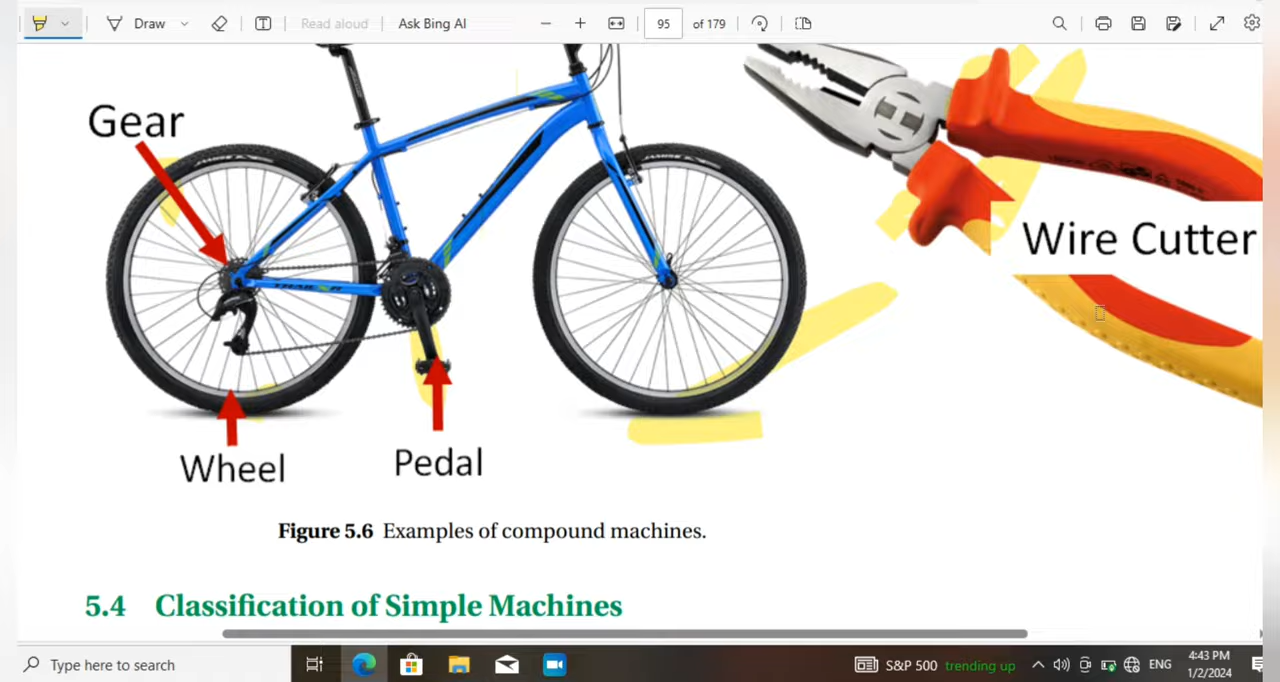 Draw
Read aloud
Ask Bing AI
95 of 179
Gear
Wire Cutter
Wheel
Pedal
Figure 5.6 Examples of compound machines.
5.4 Classification of Simple Machines
Type here to search
S&P 500 trending up
ENG
4:43 PM
1/2/2024